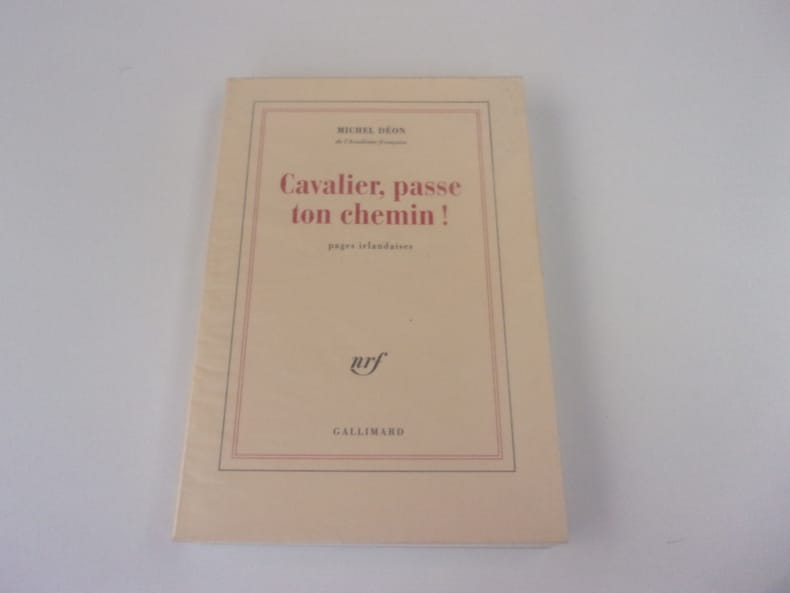 MICHEL DÉON
de l'Académie française
Cavalier, passe
ton chemin !
pages irlandaises
nrf
GALLIMARD